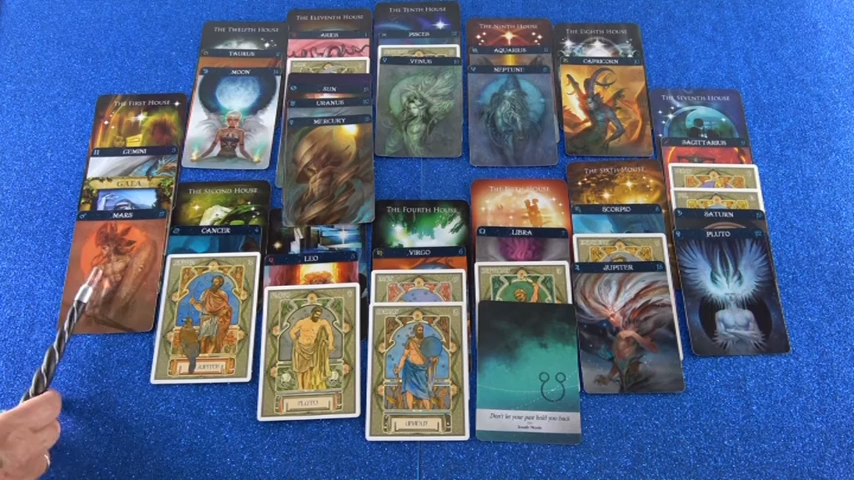 THE TWELFTH HOUSE
TAURUS
MOON
THE ELEVENTH HOUSE
ARIES
SUN
URANUS
MERCURY
THE TENTH HOUSE
PISCES
VENUS
THE NINTH HOUSE
AQUARIUS
NEPTUNE
THE EIGHTH HOUSE
CAPRICORN
THE FIRST HOUSE
GEMINI
GAEA
MARS
THE SEVENTH HOUSE
SAGITTARIUS
SATURN
PLUTO
THE SECOND HOUSE
CANCER
JUPITER
LEO
PLUTO
THE FOURTH HOUSE
VIRGO
LIBRA
Don't let your past hold you back.
South Node
THE SIXTH HOUSE
SCORPIO
JUPITER